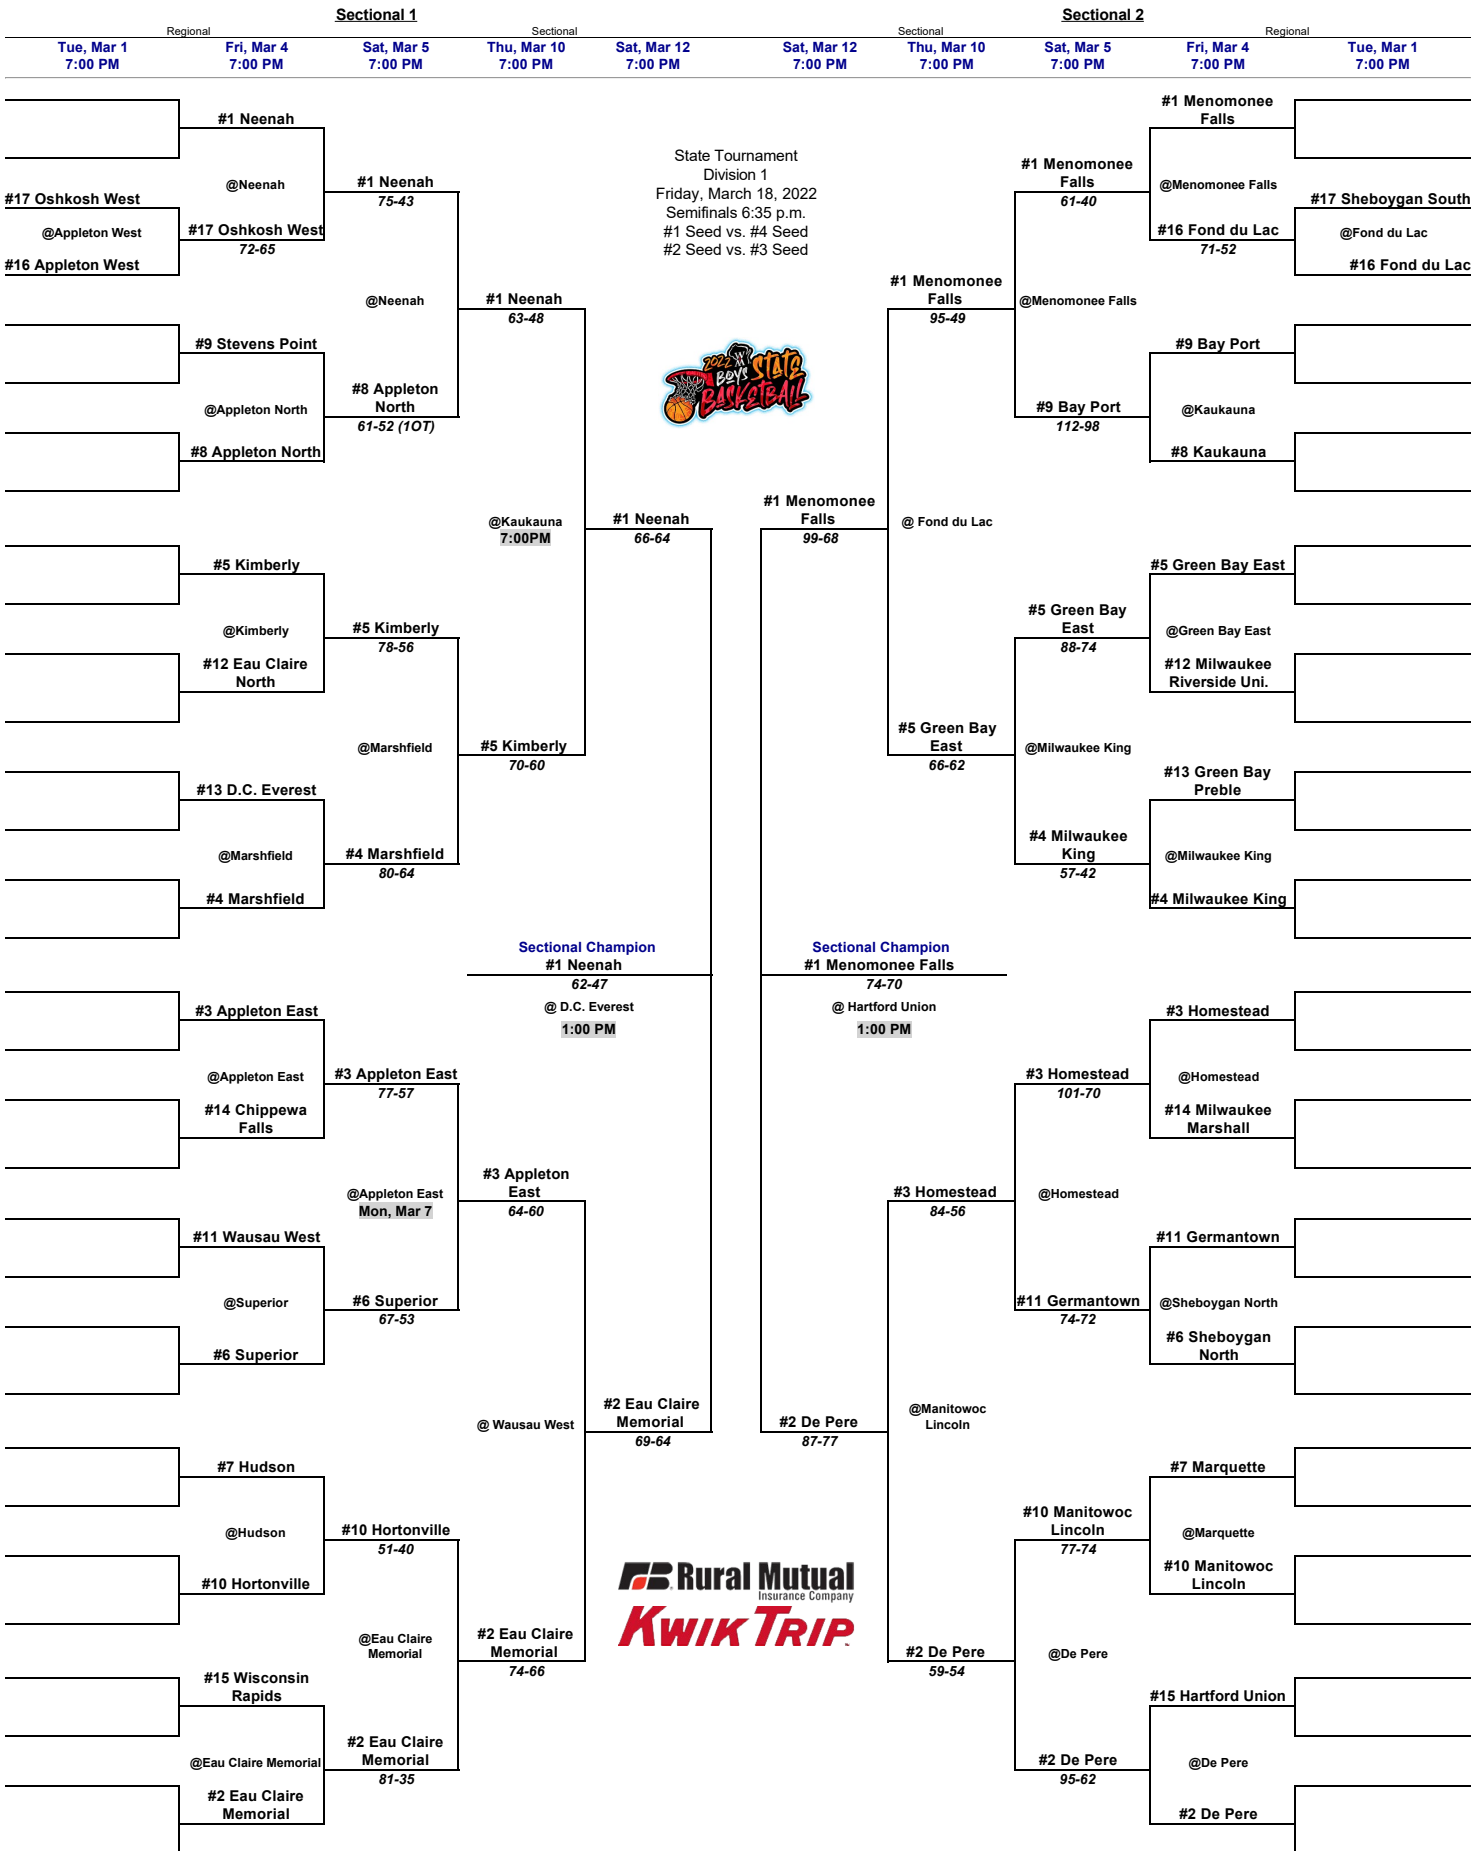 Sectional 1
Sectional 2
Regional
Sectional
Sectional
Regional
Tue, Mar 1
7:00 PM
Fri, Mar 4
7:00 PM
Sat, Mar 5
7:00 PM
Thu, Mar 10
7:00 PM
Sat, Mar 12
7:00 PM
Sat, Mar 12
7:00 PM
Thu, Mar 10
7:00 PM
Sat, Mar 5
7:00 PM
Fri, Mar 4
7:00 PM
Tue, Mar 1
7:00 PM
#17 Oshkosh West
@Appleton West
#16 Appleton West
#1 Neenah
@Neenah
#17 Oshkosh West
72-65
#9 Stevens Point
@Appleton North
#8 Appleton North
#5 Kimberly
@Kimberly
#12 Eau Claire
North
#13 D.C. Everest
@Marshfield
#4 Marshfield
#3 Appleton East
@Appleton East
#14 Chippewa
Falls
#11 Wausau West
@Superior
#6 Superior
#7 Hudson
@Hudson
#10 Hortonville
#15 Wisconsin
Rapids
@Eau Claire Memorial
#2 Eau Claire
Memorial
#1 Neenah
75-43
@Neenah
#8 Appleton
North
61-52 (1OT)
#5 Kimberly
78-56
@Marshfield
#4 Marshfield
80-64
#3 Appleton East
77-57
@Appleton East
Mon, Mar 7
#6 Superior
67-53
#10 Hortonville
51-40
@Eau Claire
Memorial
#2 Eau Claire
Memorial
81-35
#1 Neenah
63-48
@Kaukauna
7:00PM
#5 Kimberly
70-60
#3 Appleton
East
64-60
@ Wausau West
#2 Eau Claire
Memorial
74-66
#1 Neenah
66-64
Sectional Champion
#1 Neenah
62-47
@ D.C. Everest
1:00 PM
#2 Eau Claire
Memorial
69-64
State Tournament
Division 1
Friday, March 18, 2022
Semifinals 6:35 p.m.
#1 Seed vs. #4 Seed
#2 Seed vs. #3 Seed
2022
BOYS STATE
BASKETBALL
#1 Menomonee
Falls
99-68
Sectional Champion
#1 Menomonee Falls
74-70
@ Hartford Union
1:00 PM
#2 De Pere
87-77
Rural Mutual
Insurance Company
KWIK TRIP
#1 Menomonee
Falls
95-49
@ Fond du Lac
#5 Green Bay
East
66-62
#3 Homestead
84-56
@Manitowoc
Lincoln
#2 De Pere
59-54
#1 Menomonee
Falls
61-40
@Menomonee Falls
#9 Bay Port
112-98
#5 Green Bay
East
88-74
@Milwaukee King
#4 Milwaukee
King
57-42
#3 Homestead
101-70
@Homestead
#11 Germantown
74-72
#10 Manitowoc
Lincoln
77-74
@De Pere
#2 De Pere
95-62
#1 Menomonee
Falls
@Menomonee Falls
#16 Fond du Lac
71-52
#9 Bay Port
@Kaukauna
#8 Kaukauna
#5 Green Bay East
@Green Bay East
#12 Milwaukee
Riverside Uni.
#13 Green Bay
Preble
@Milwaukee King
#4 Milwaukee King
#3 Homestead
@Homestead
#14 Milwaukee
Marshall
#11 Germantown
@Sheboygan North
#6 Sheboygan
North
#7 Marquette
@Marquette
#10 Manitowoc
Lincoln
#15 Hartford Union
@De Pere
#2 De Pere
#17 Sheboygan South
@Fond du Lac
#16 Fond du Lac